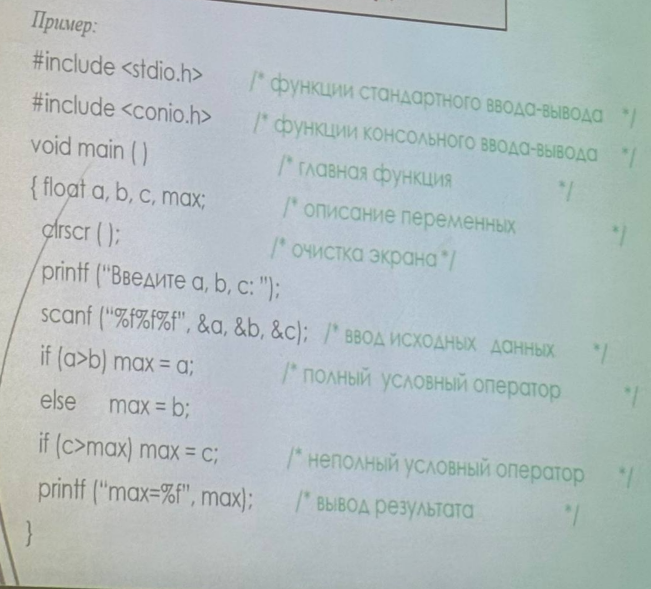 Пример:
#include <stdio.h> /* функции стандартного ввода-вывода */
#include <conio.h> /* функции консольного ввода-вывода */
void main ( ) /* главная функция */
{ float a, b, c, max; /* описание переменных */
clrscr ( ); /* очистка экрана */
printf (“Введите a, b, c: ”);
scanf (“%f%f%f”, &a, &b, &c); /* ввод исходных данных */
if (a>b) max = a; /* полный условный оператор */
else max = b;
if (c>max) max = c; /* неполный условный оператор */
printf (“max=%f”, max); /* вывод результата */
}